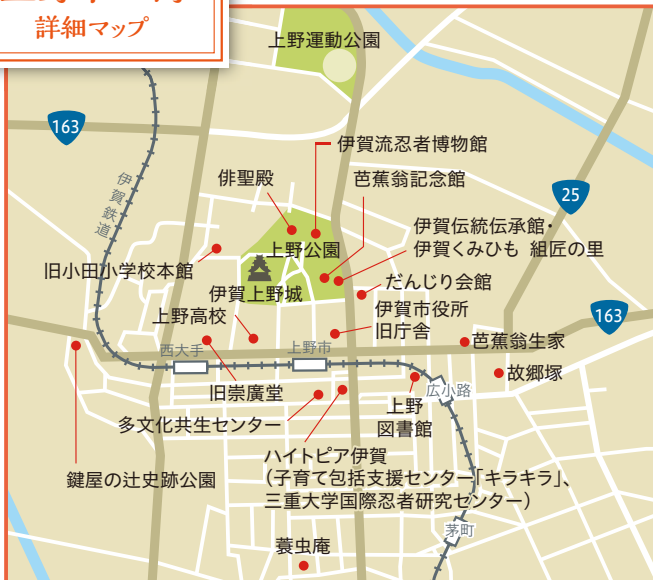 詳細マップ
上野運動公園
163
伊賀鉄道
伊賀流忍者博物館
俳聖殿
芭蕉翁記念館
25
伊賀伝統伝承館・
伊賀くみひも 組匠の里
上野公園
旧小田小学校本館
だんじり会館
伊賀上野城
上野高校
伊賀市役所
旧庁舎
163
芭蕉翁生家
西大手
上野市
故郷塚
旧崇廣堂
広小路
上野
図書館
多文化共生センター
ハイトピア伊賀
(子育て包括支援センター「キラキラ」、
三重大学国際忍者研究センター)
鍵屋の辻史跡公園
茅町
蓑虫庵